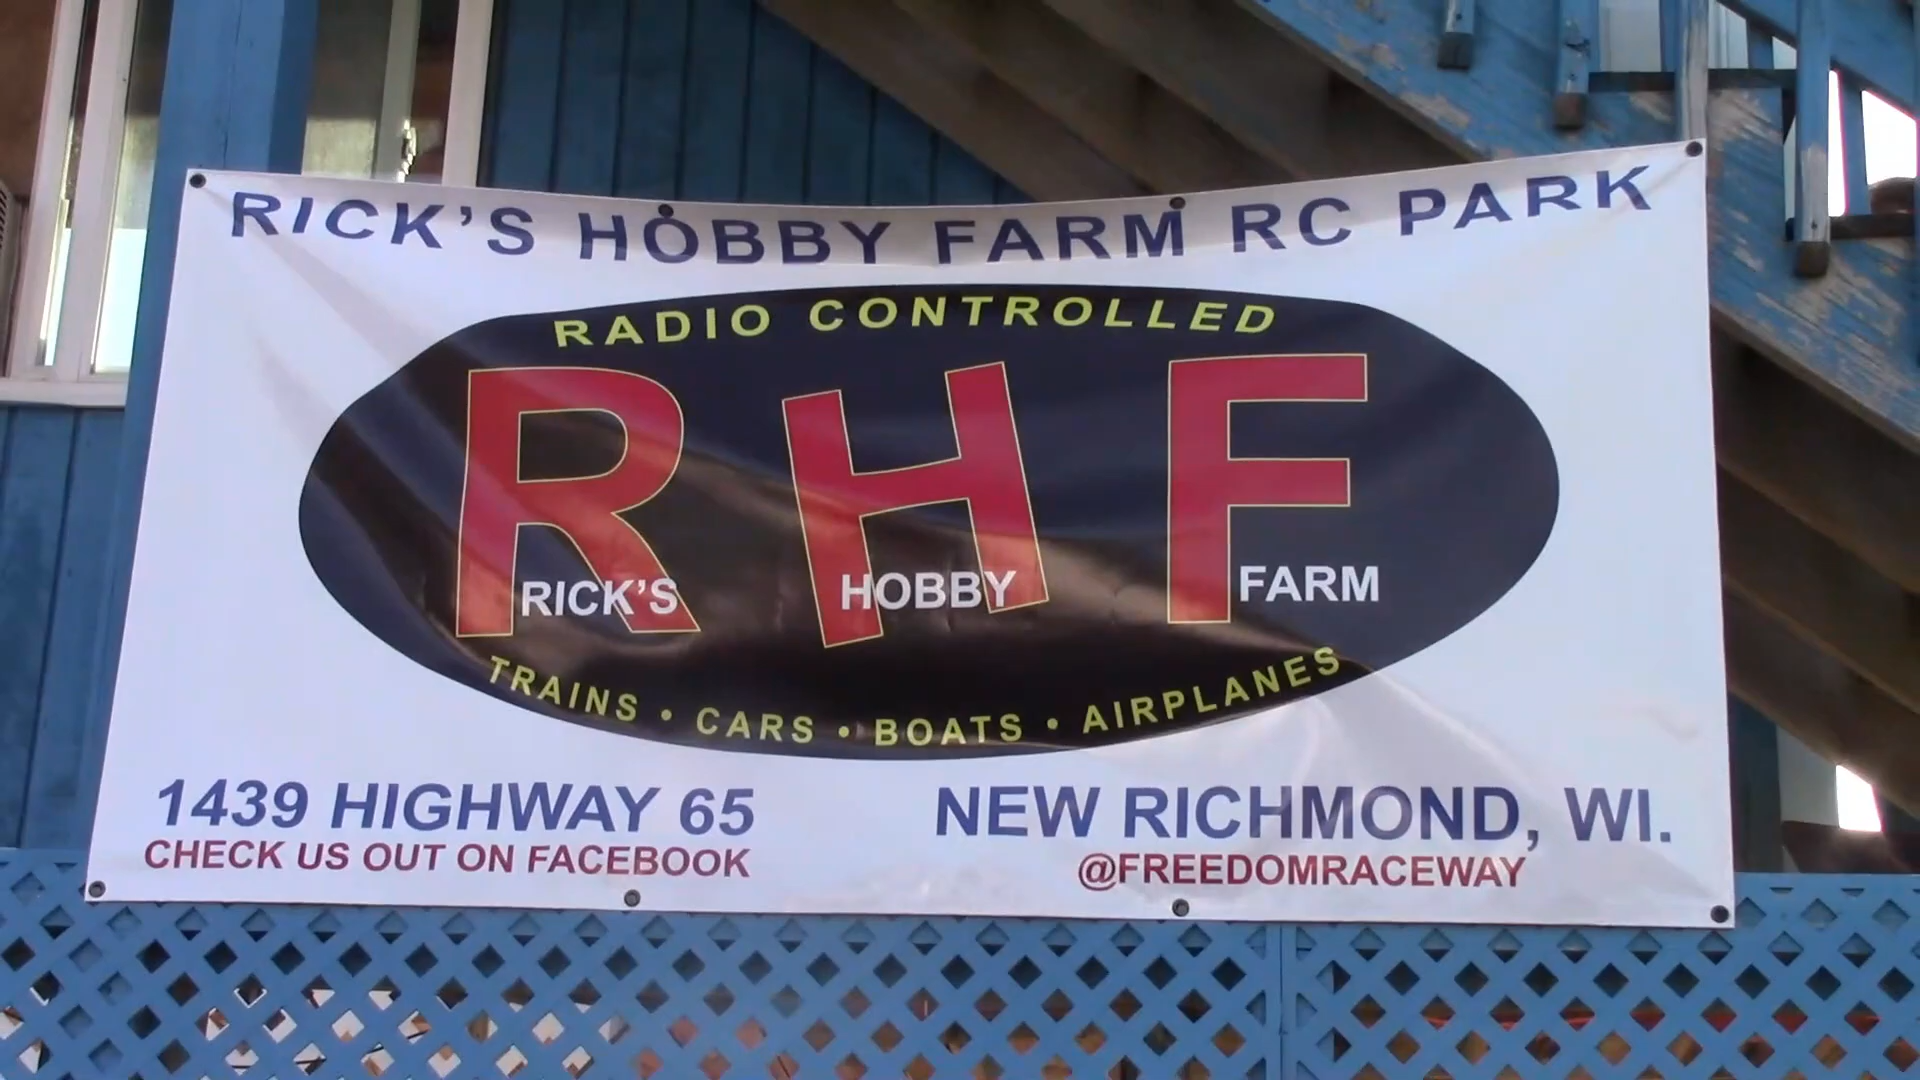 RICK'S HOBBY FARM RC PARK
RADIO CONTROLLED
R H F
RICK'S HOBBY FARM
TRAINS • CARS • BOATS • AIRPLANES
1439 HIGHWAY 65 NEW RICHMOND, WI.
CHECK US OUT ON FACEBOOK @FREEDOMRACEWAY